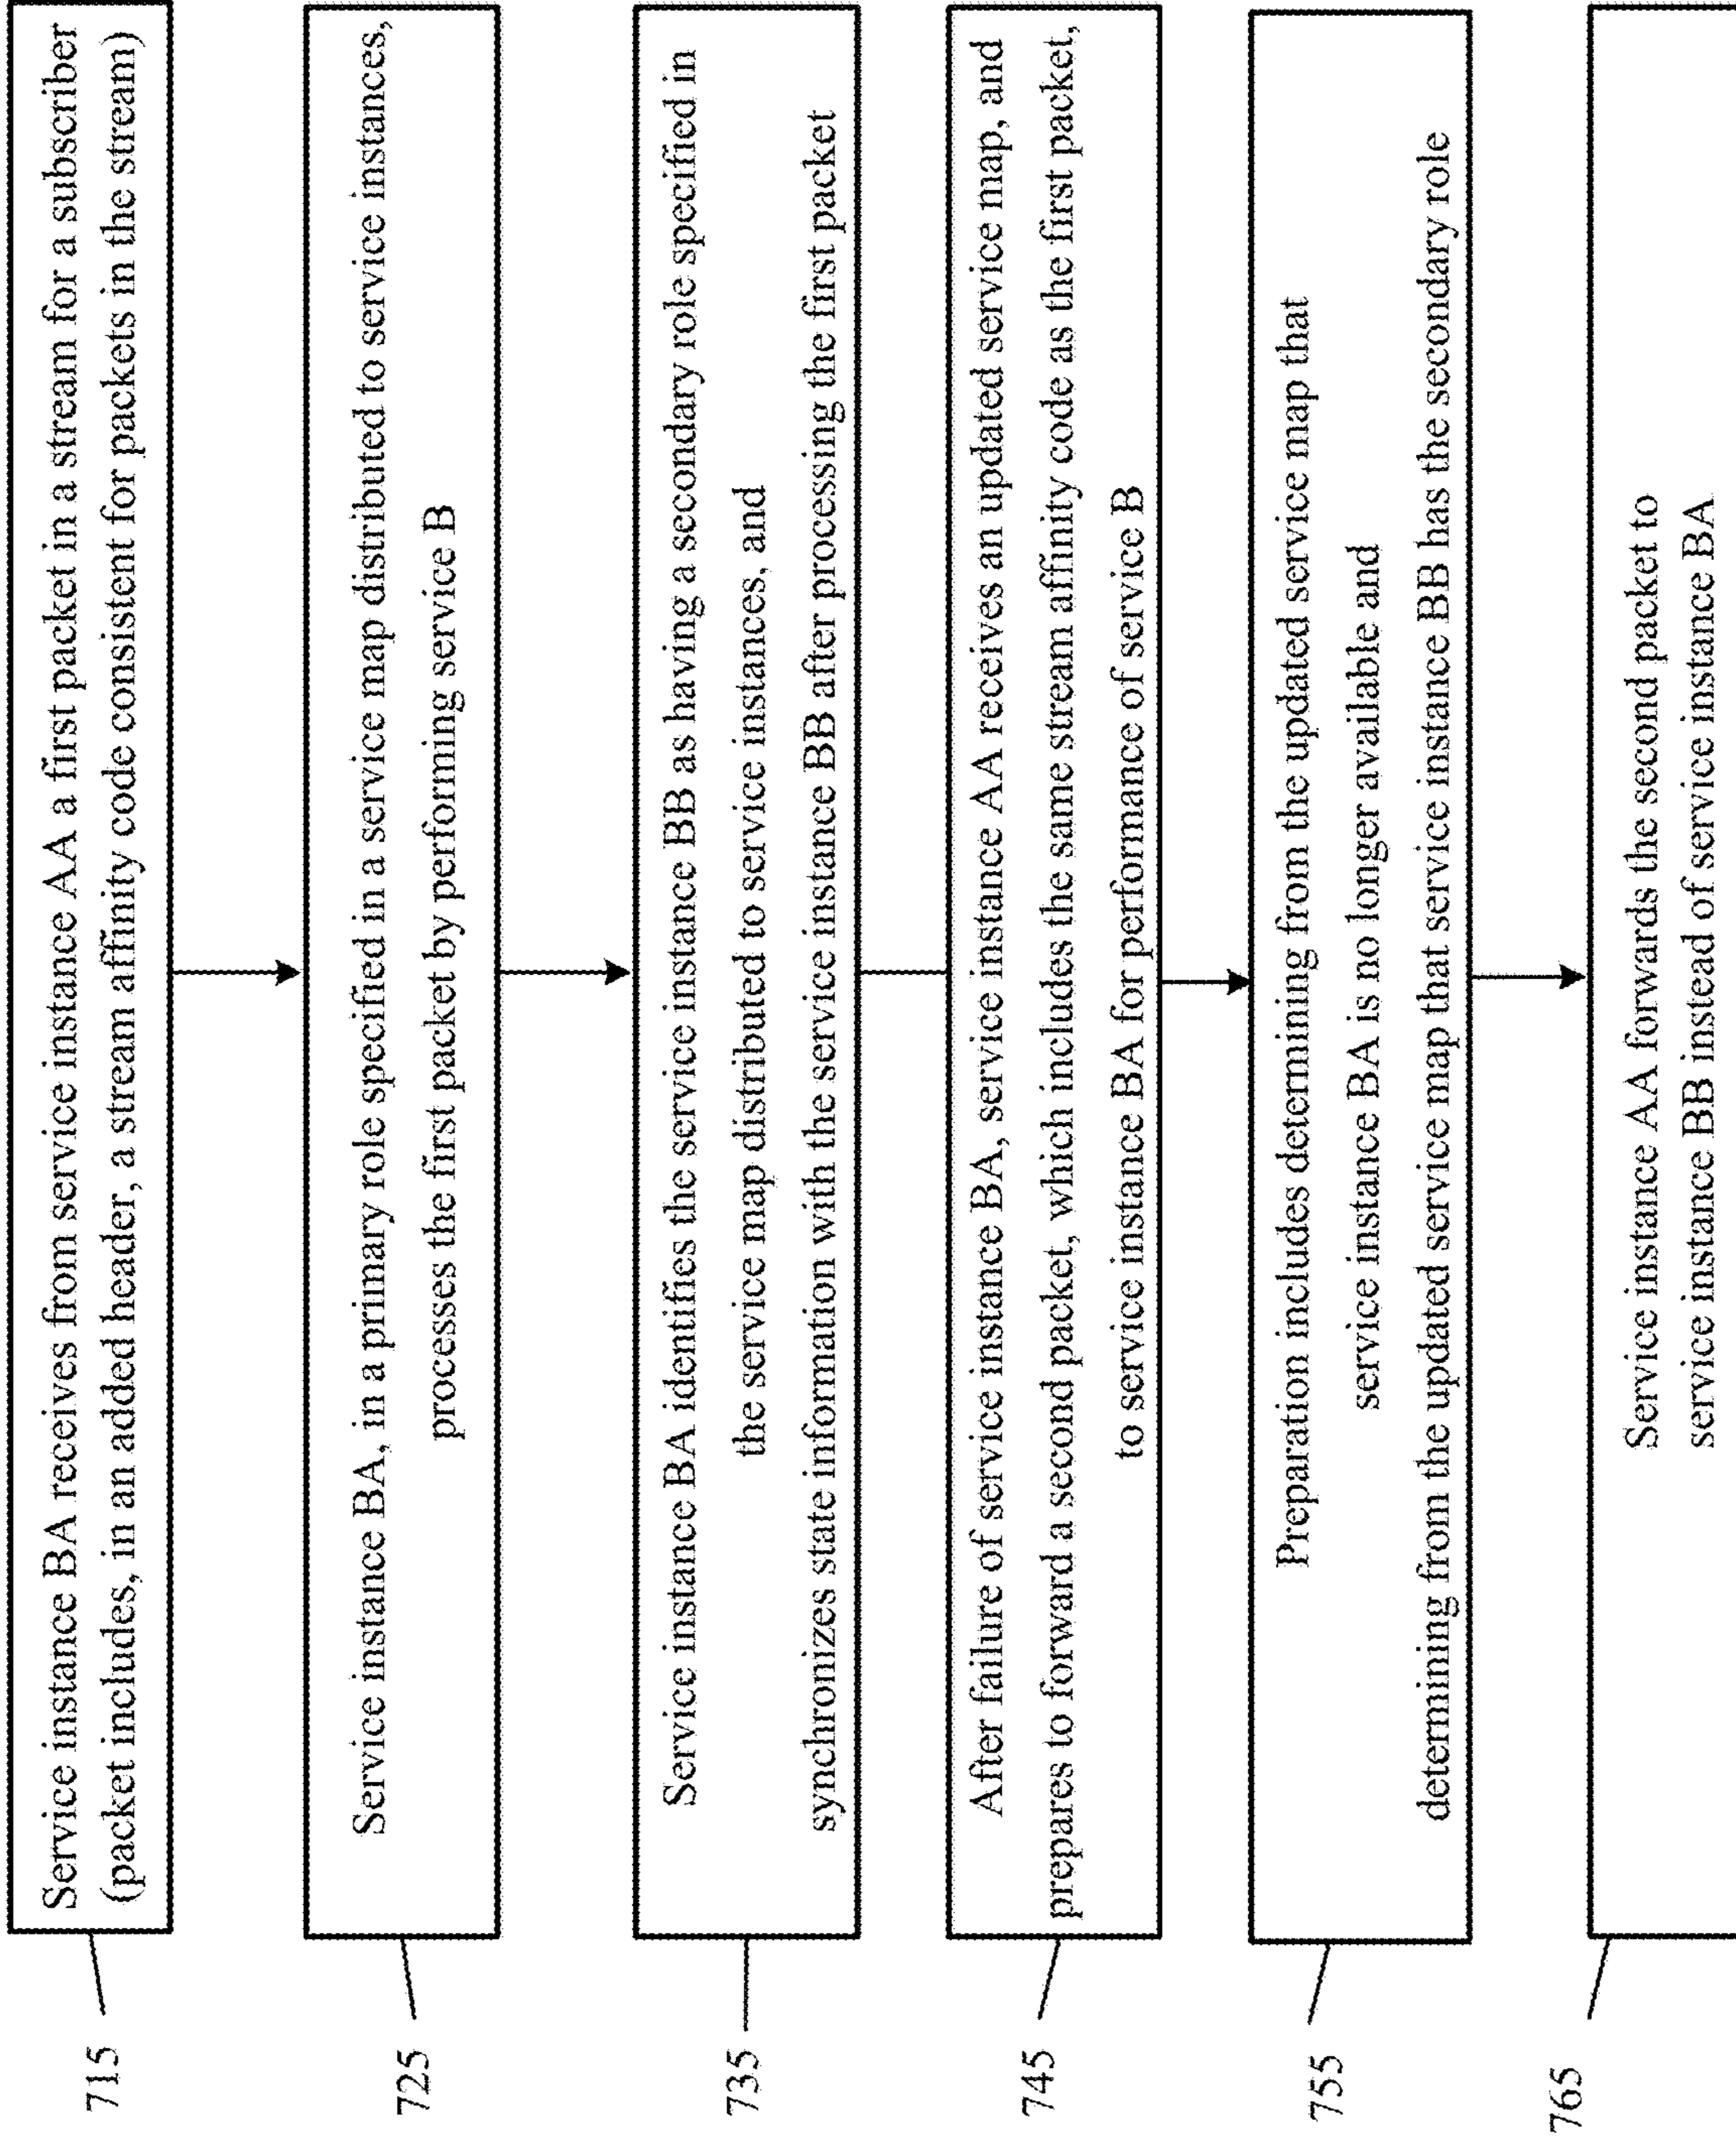 715
Service instance BA receives from service instance AA a first packet in a stream for a subscriber
(packet includes, in an added header, a stream affinity code consistent for packets in the stream)
725
Service instance BA, in a primary role specified in a service map distributed to service instances,
processes the first packet by performing service B
735
Service instance BA identifies the service instance BB as having a secondary role specified in
the service map distributed to service instances, and
synchronizes state information with the service instance BB after processing the first packet
745
After failure of service instance BA, service instance AA receives an updated service map, and
prepares to forward a second packet, which includes the same stream affinity code as the first packet,
to service instance BA for performance of service B
755
Preparation includes determining from the updated service map that
service instance BA is no longer available and
determining from the updated service map that service instance BB has the secondary role
765
Service instance AA forwards the second packet to
service instance BB instead of service instance BA